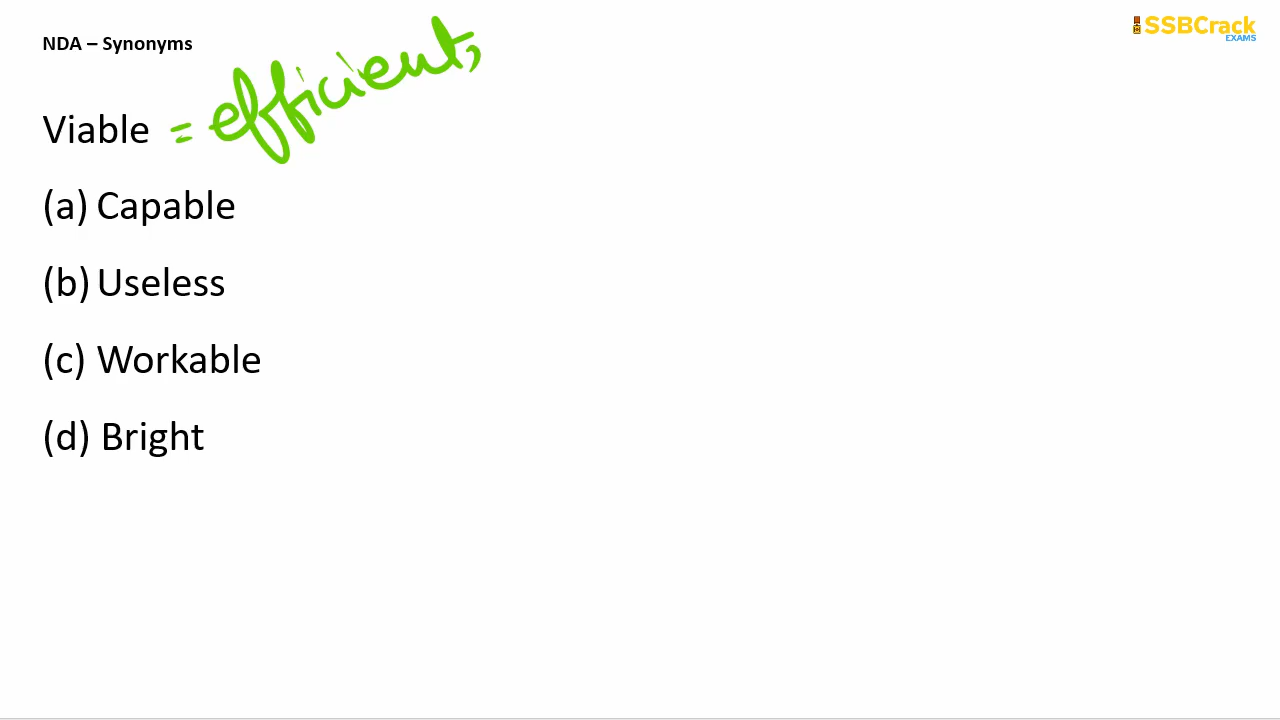 NDA – Synonyms
SSBCrack
EXAMS
Viable = efficient,
(a) Capable
(b) Useless
(c) Workable
(d) Bright